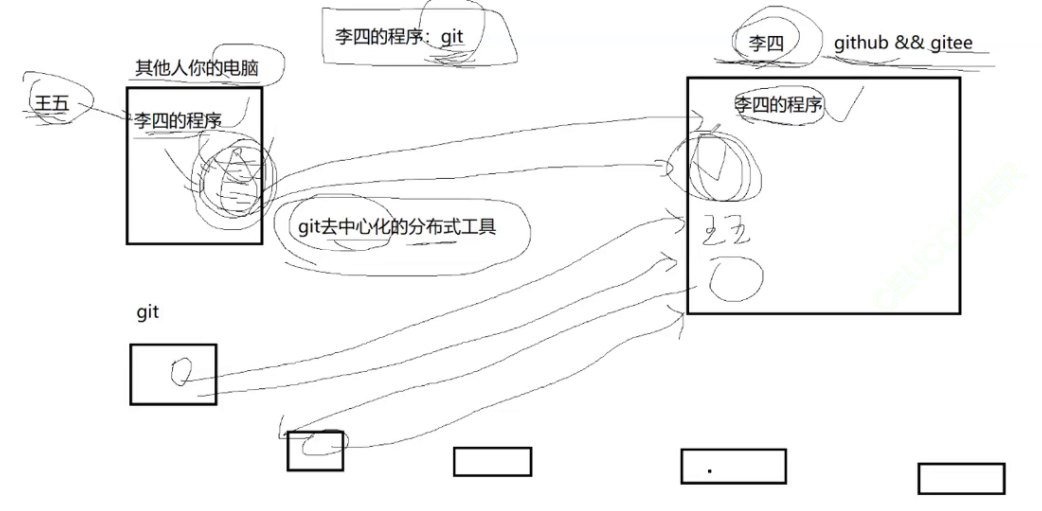 李四的程序：git
李四
github && gitee
其他人你的电脑
王五
李四的程序
李四的程序
git去中心化的分布式工具
王五
git